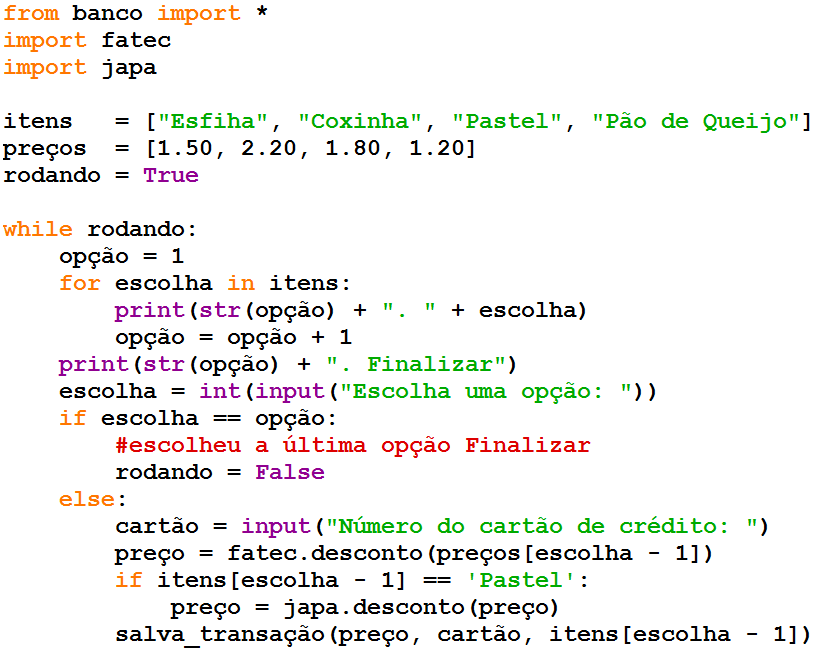 from banco import *
import fatec
import japa

itens   = ["Esfiha", "Coxinha", "Pastel", "Pão de Queijo"]
preços  = [1.50, 2.20, 1.80, 1.20]
rodando = True

while rodando:
    opção = 1
    for escolha in itens:
        print(str(opção) + ". " + escolha)
        opção = opção + 1
    print(str(opção) + ". Finalizar")
    escolha = int(input("Escolha uma opção: "))
    if escolha == opção:
        #escolheu a última opção Finalizar
        rodando = False
    else:
        cartão = input("Número do cartão de crédito: ")
        preço = fatec.desconto(preços[escolha - 1])
        if itens[escolha - 1] == 'Pastel':
            preço = japa.desconto(preço)
        salva_transação(preço, cartão, itens[escolha - 1])